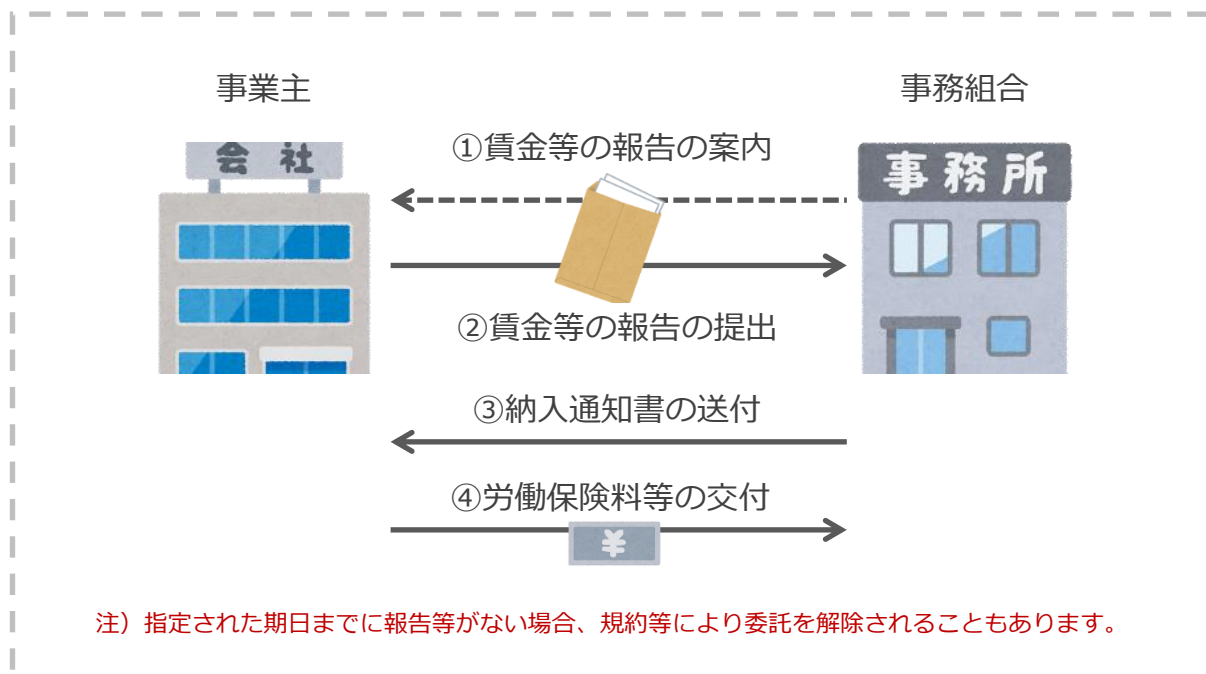 事業主
事務組合
①賃金等の報告の案内
会社
事務所
②賃金等の報告の提出
③納入通知書の送付
④労働保険料等の交付
¥
注）指定された期日までに報告等がない場合、規約等により委託を解除されることもあります。